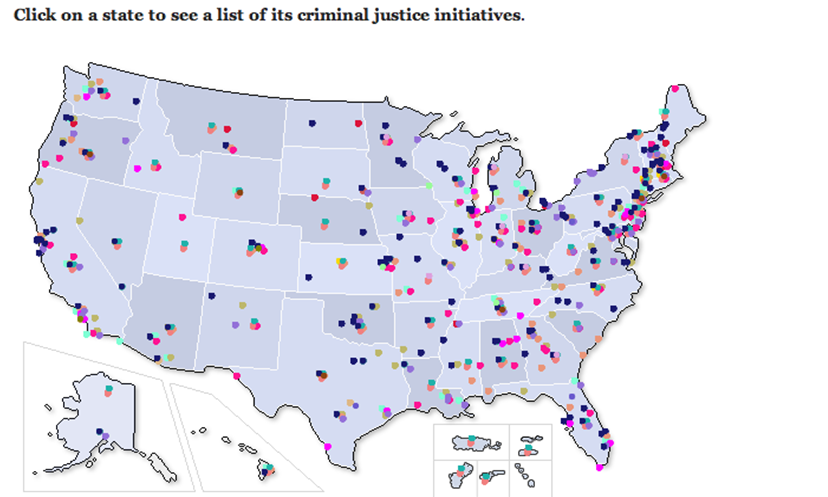 Click on a state to see a list of its criminal justice initiatives.